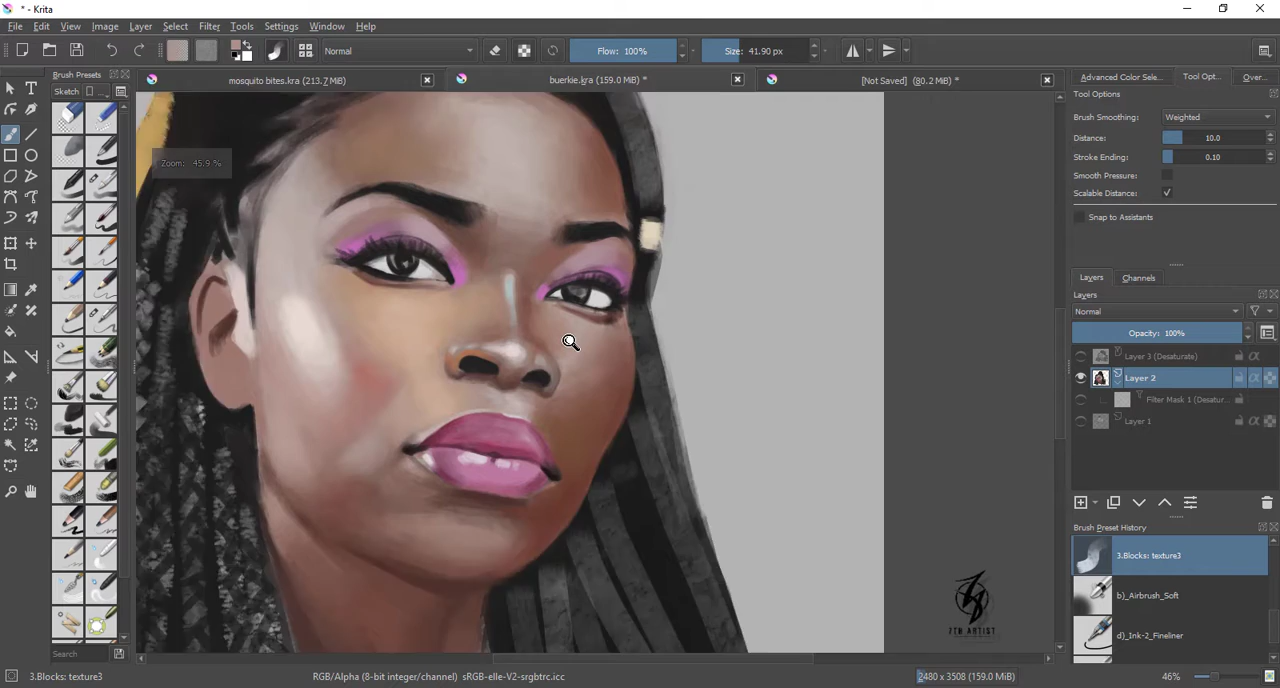 * - Krita
File Edit View Image Layer Select Filter Tools Settings Window Help
Normal Flow: 100% Size: 41.90 px
Brush Presets
mosquito bites.kra (213.7 MiB) buerkie.kra (159.0 MiB) * [Not Saved] (80.2 MiB) *
Advanced Color Sele... Tool Opt... Over...
Sketch
Tool Options
Brush Smoothing: Weighted
Distance: 10.0
Stroke Ending: 0.10
Smooth Pressure:
Scalable Distance:
Snap to Assistants
Zoom: 45.9 %
Layers Channels
Layers
Normal
Opacity: 100%
Layer 3 (Desaturate)
Layer 2
Filter Mask 1 (Desatur...
Layer 1
Brush Preset History
3.Blocks: texture3
b)_Airbrush_Soft
d)_Ink-2_Fineliner
7TH ARTIST
Search
3.Blocks: texture3 RGB/Alpha (8-bit integer/channel) sRGB-elle-V2-srgbtrc.icc 2480 x 3508 (159.0 MiB) 46%